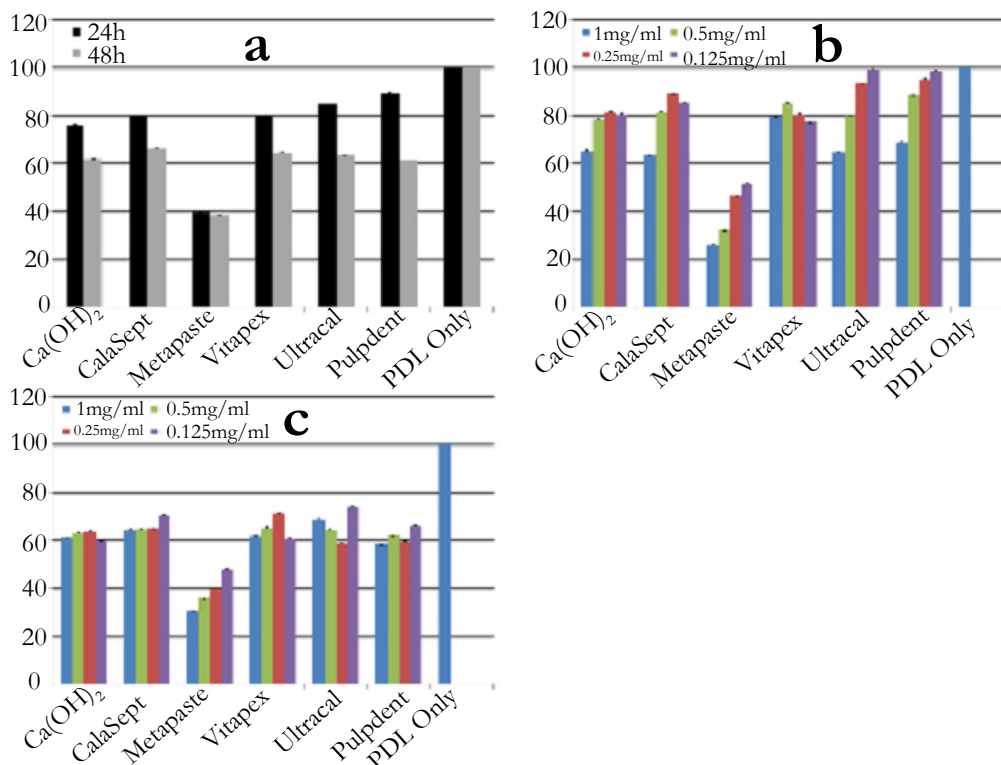 a
24h
48h
120
100
80
60
40
20
0
Ca(OH)2
CalaSept
Metapaste
Vitapex
Ultracal
Pulpdent
PDL Only
b
1mg/ml 0.5mg/ml
0.25mg/ml 0.125mg/ml
120
100
80
60
40
20
0
Ca(OH)2
CalaSept
Metapaste
Vitapex
Ultracal
Pulpdent
PDL Only
c
1mg/ml 0.5mg/ml
0.25mg/ml 0.125mg/ml
120
100
80
60
40
20
0
Ca(OH)2
CalaSept
Metapaste
Vitapex
Ultracal
Pulpdent
PDL Only